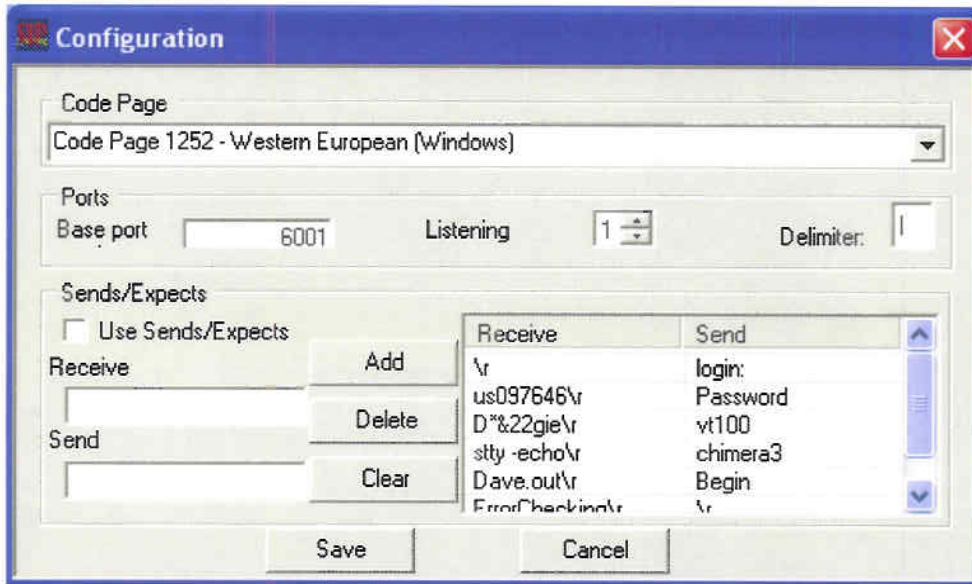 Configuration
Code Page
Code Page 1252 - Western European (Windows)
Ports
Base port 6001 Listening 1 Delimiter: |
Sends/Expects
Use Sends/Expects
Receive
Send
Add
Delete
Clear
Receive Send
\r login:
us097646\r Password
D*&22gie\r vt100
stty -echo\r chimera3
Dave.out\r Begin
ErrorChecking\r \r
Save Cancel